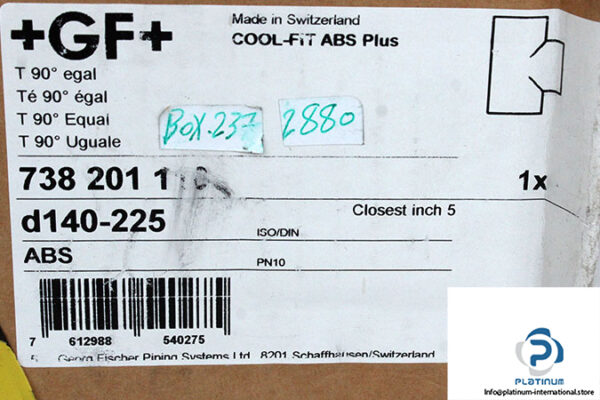 +GF+
Made in Switzerland
COOL-FIT ABS Plus
T 90° egal
Té 90° égal
T 90° Equal
T 90° Uguale
BOX.237
2880
738 201 1
1x
d140-225
Closest inch 5
ISO/DIN
ABS
PN10
7 612988 540275
Georg Fischer Piping Systems Ltd 8201 Schaffhausen/Switzerland
PLATINUM
info@platinum-international.store